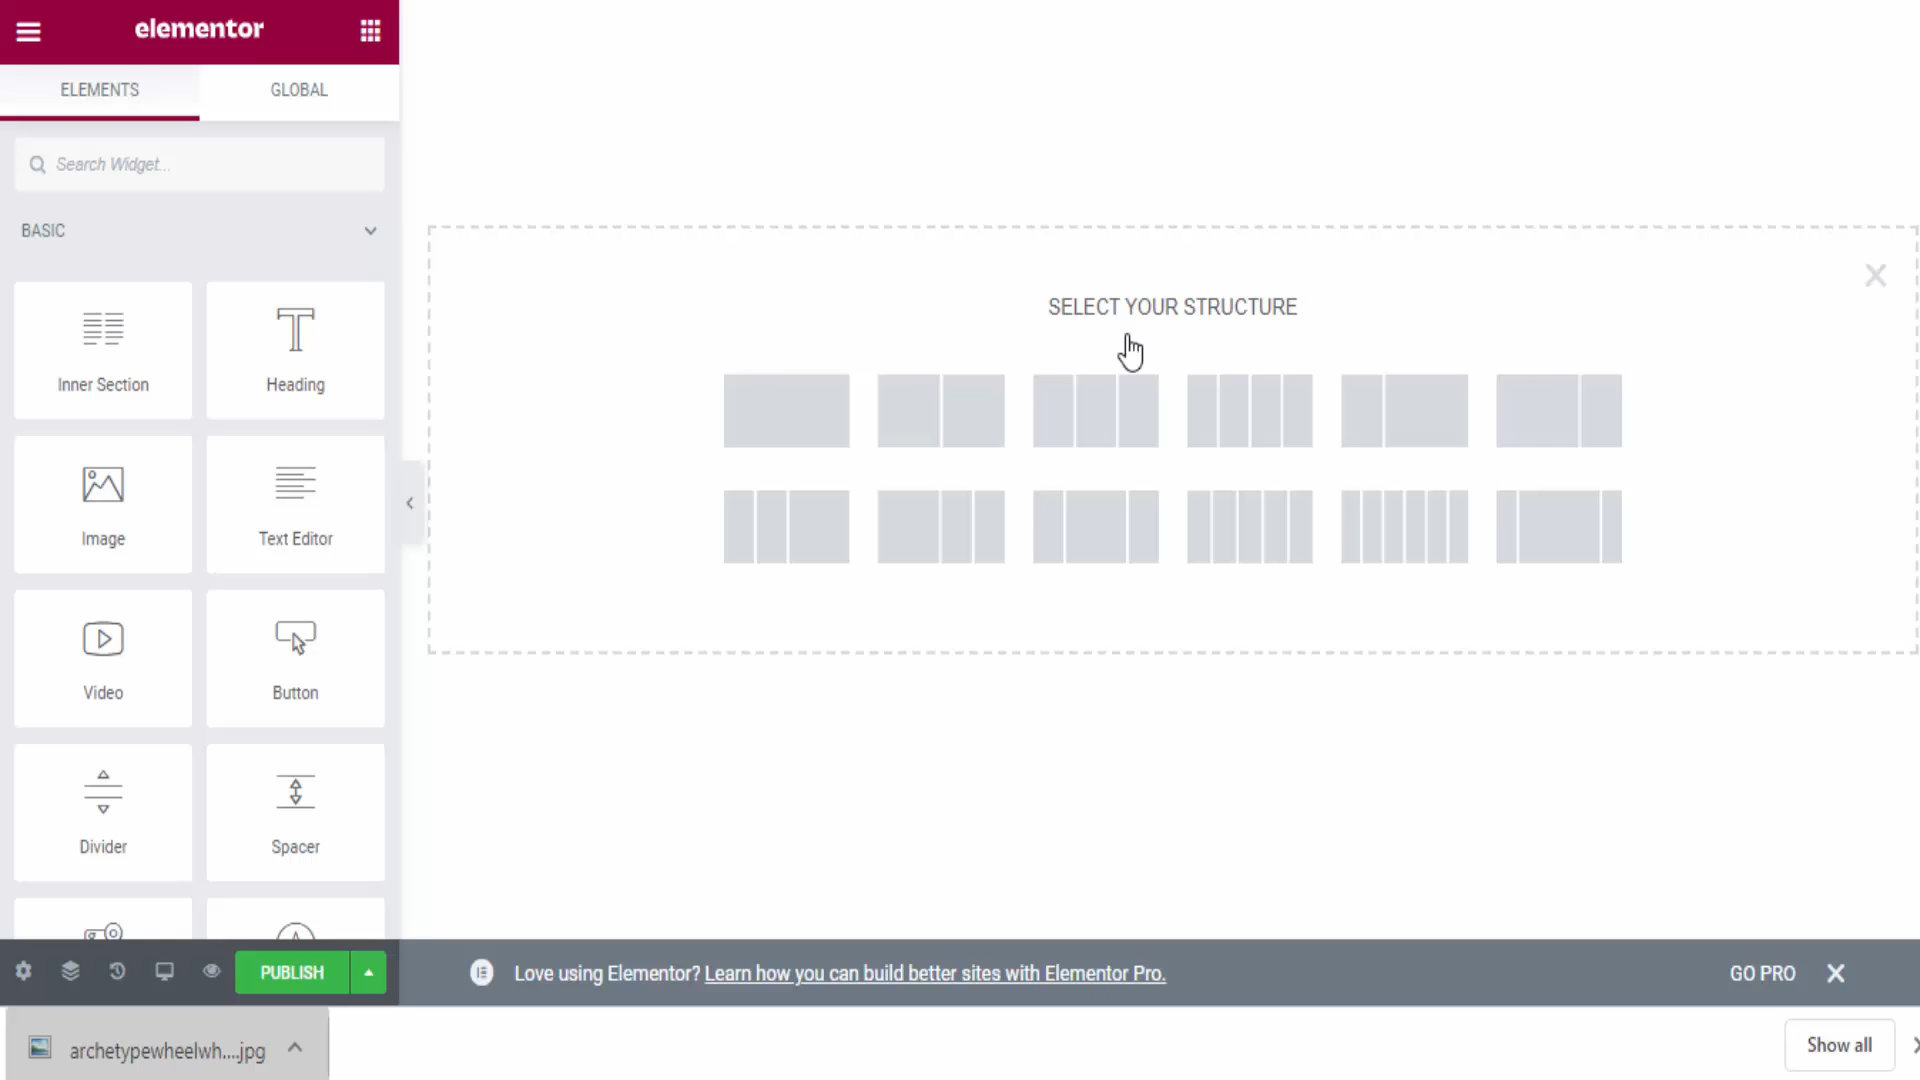 elementor
ELEMENTS
GLOBAL
Search Widget...
BASIC
Inner Section
Heading
Image
Text Editor
Video
Button
Divider
Spacer
SELECT YOUR STRUCTURE
PUBLISH
Love using Elementor? Learn how you can build better sites with Elementor Pro.
GO PRO
archetypewheelwh....jpg
Show all